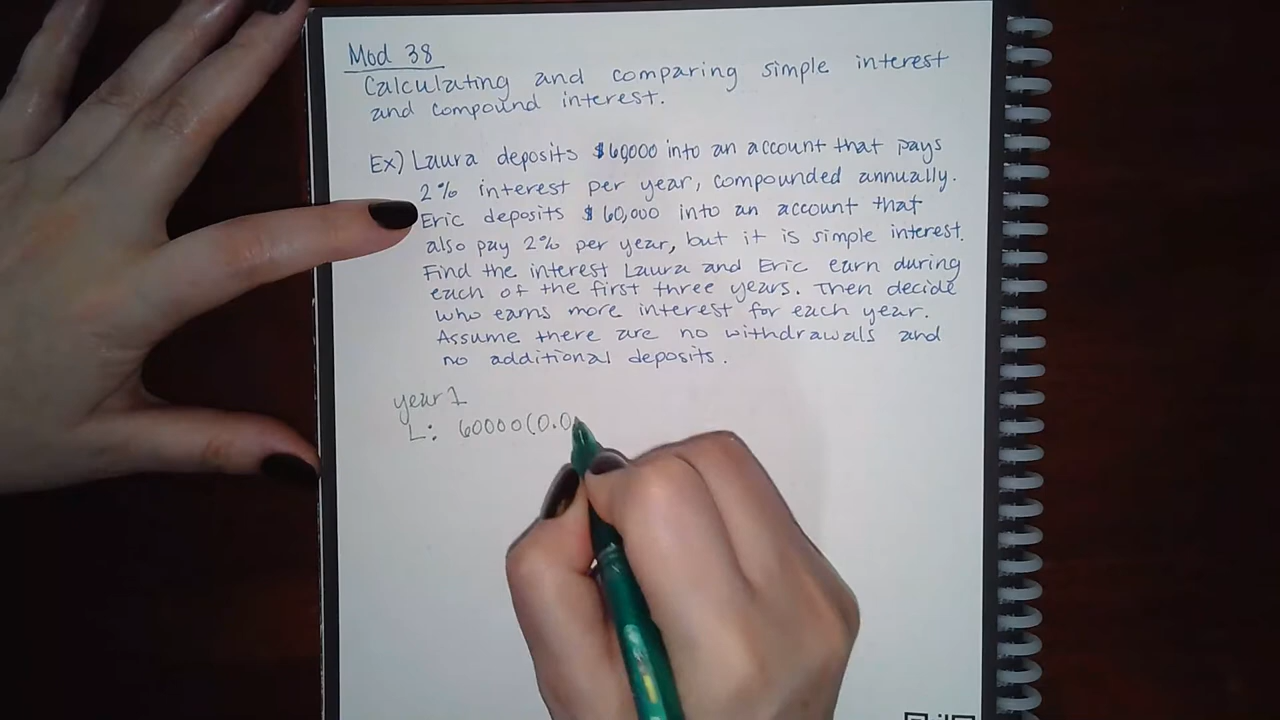 Mod 38
Calculating and comparing simple interest
and compound interest.
Ex) Laura deposits $60000 into an account that pays
2% interest per year, compounded annually.
Eric deposits $60,000 into an account that
also pay 2% per year, but it is simple interest.
Find the interest Laura and Eric earn during
each of the first three years. Then decide
who earns more interest for each year.
Assume there are no withdrawals and
no additional deposits.
year 1
L: 60000(0.0